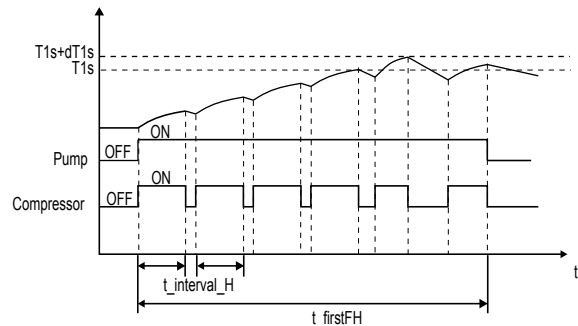 T1s+dT1s
T1s
ON
Pump OFF
ON
Compressor OFF
t
t_interval_H
t_firstFH